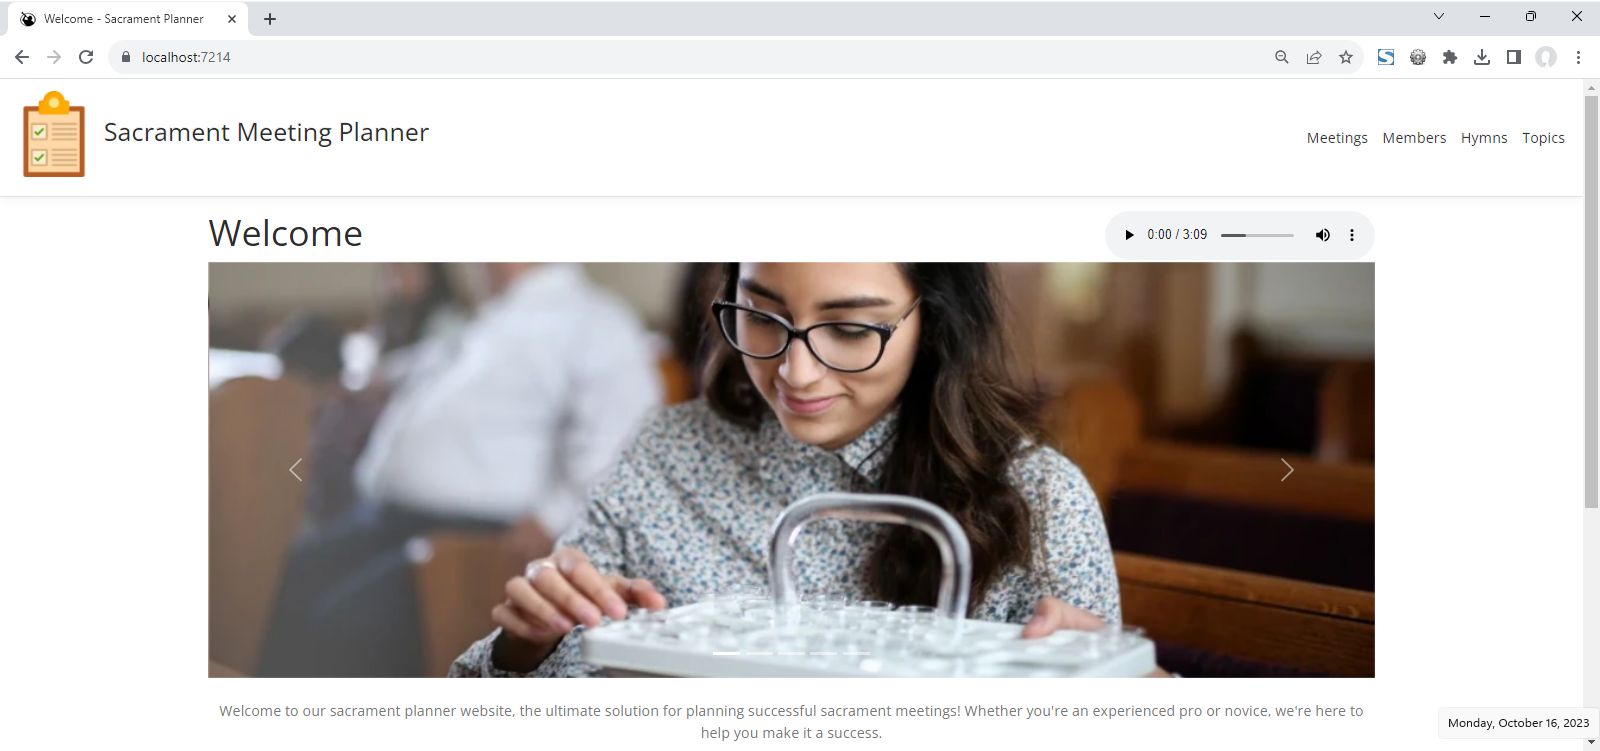 Welcome - Sacrament Planner
localhost:7214
Sacrament Meeting Planner
Meetings Members Hymns Topics
Welcome
0:00 / 3:09
Welcome to our sacrament planner website, the ultimate solution for planning successful sacrament meetings! Whether you're an experienced pro or novice, we're here to
help you make it a success.
Monday, October 16, 2023